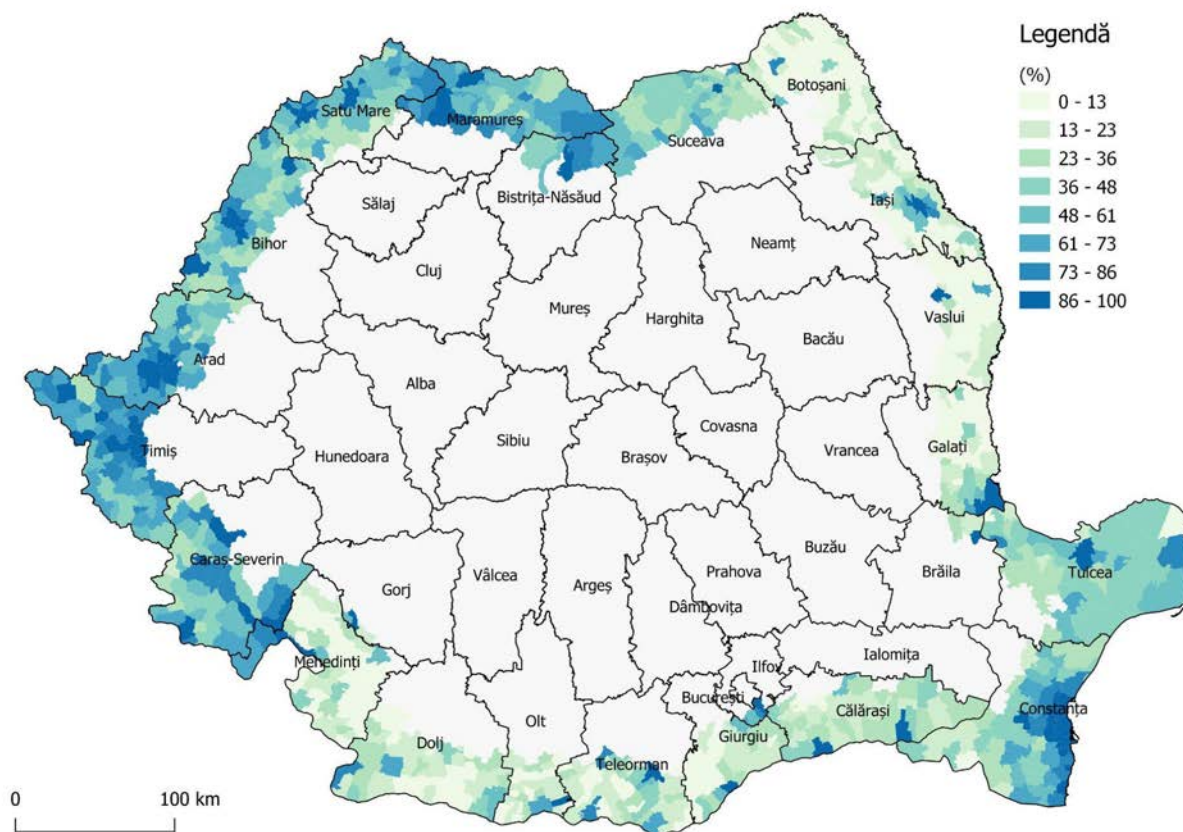 Legendă
(%)
0 - 13
13 - 23
23 - 36
36 - 48
48 - 61
61 - 73
73 - 86
86 - 100
Botoșani
Satu Mare
Maramureș
Suceava
Bistrița-Năsăud
Sălaj
Iași
Bihor
Neamț
Cluj
Mureș
Harghita
Vaslui
Bacău
Arad
Alba
Covasna
Sibiu
Timiș
Hunedoara
Brașov
Vrancea
Galați
Caraș-Severin
Buzău
Gorj
Vâlcea
Argeș
Prahova
Brăila
Tulcea
Dâmbovița
Mehedinți
Ialomița
Ilfov
București
Călărași
Constanța
Olt
Dolj
Giurgiu
Teleorman
0
100 km